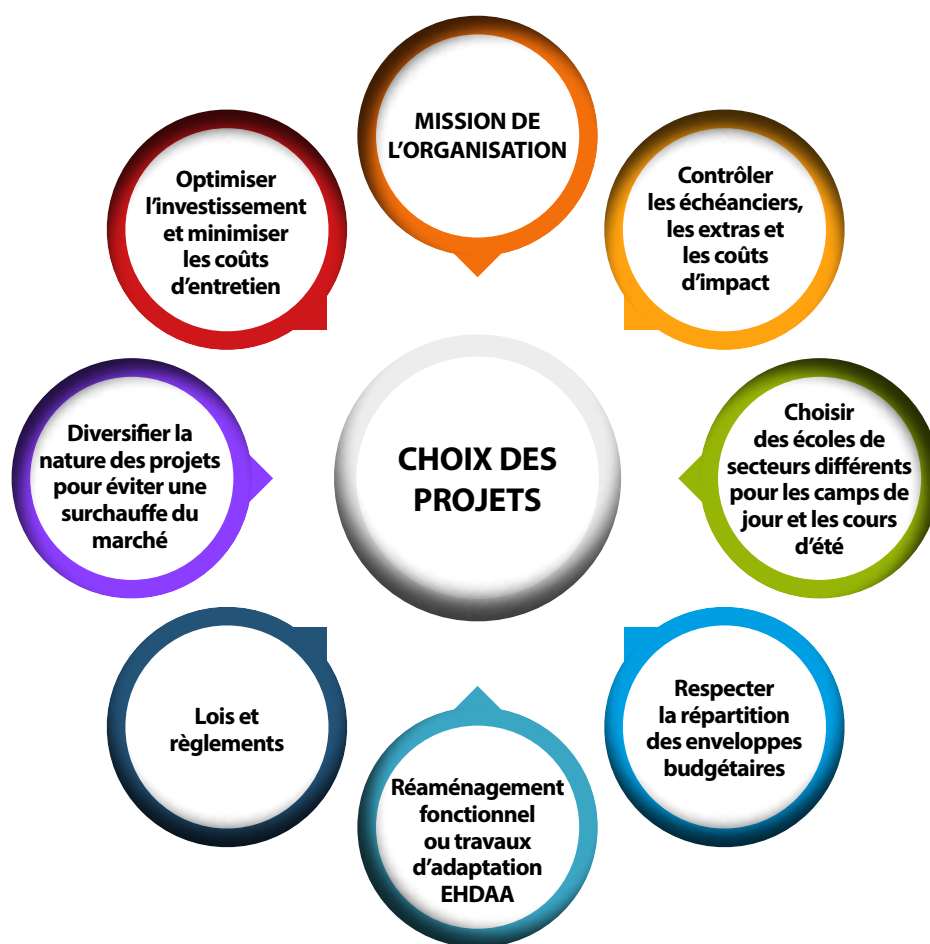 MISSION DE
L'ORGANISATION
Contrôler
les échéanciers,
les extras et
les coûts
d'impact
Choisir
des écoles de
secteurs différents
pour les camps de
jour et les cours
d'été
Respecter
la répartition
des enveloppes
budgétaires
Réaménagement
fonctionnel
ou travaux
d'adaptation
EHDAA
Lois et
règlements
Diversifier la
nature des projets
pour éviter une
surchauffe du
marché
Optimiser
l'investissement
et minimiser
les coûts
d'entretien
CHOIX DES
PROJETS